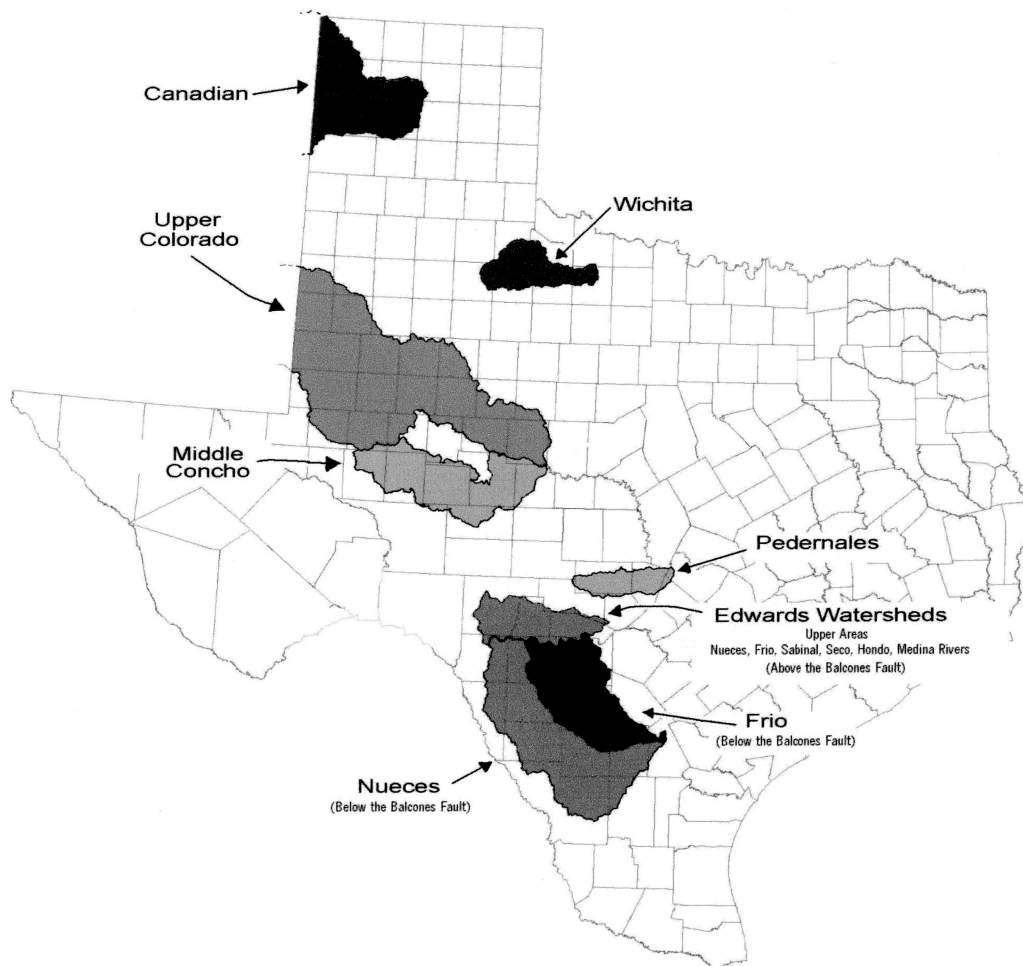 Canadian
Wichita
Upper
Colorado
Middle
Concho
Pedernales
Edwards Watersheds
Upper Areas
Nueces, Frio, Sabinal, Seco, Hondo, Medina Rivers
(Above the Balcones Fault)
Frio
(Below the Balcones Fault)
Nueces
(Below the Balcones Fault)